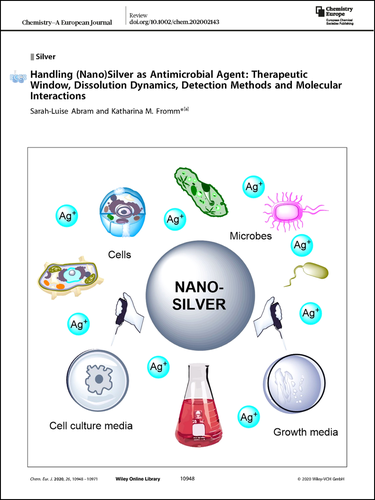 Chemistry—A European Journal
Review
doi.org/10.1002/chem.202002143
Chemistry
Europe
European Chemical
Societies Publishing
Silver
Handling (Nano)Silver as Antimicrobial Agent: Therapeutic
Window, Dissolution Dynamics, Detection Methods and Molecular
Interactions
Sarah-Luise Abram and Katharina M. Fromm*[a]
Ag+
Ag+
Ag+
Microbes
Cells
Ag+
NANO-
SILVER
Ag+
Ag+
Ag+
Cell culture media
Ag+
Growth media
Chem. Eur. J. 2020, 26, 10948 – 10971
Wiley Online Library
10948
© 2020 Wiley-VCH GmbH